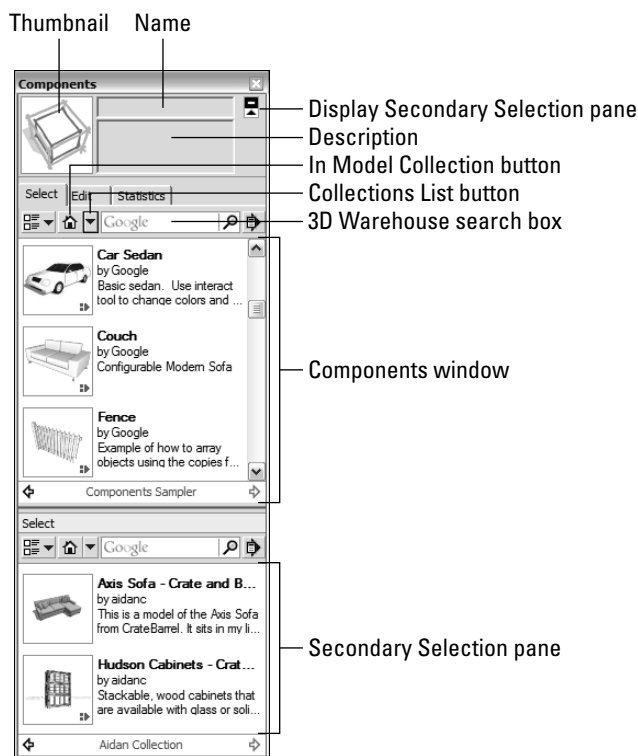 Thumbnail Name
Components
Display Secondary Selection pane
Description
In Model Collection button
Select Edit Statistics
Collections List button
Google
3D Warehouse search box
Car Sedan
by Google
Basic sedan. Use interact
tool to change colors and ...
Couch
by Google
Configurable Modern Sofa
Components window
Fence
by Google
Example of how to array
objects using the copies f...
Components Sampler
Select
Google
Axis Sofa - Crate and B...
by aidanc
This is a model of the Axis Sofa
from CrateBarrel. It sits in my li...
Secondary Selection pane
Hudson Cabinets - Crat...
by aidanc
Stackable, wood cabinets that
are available with glass or soli...
Aidan Collection